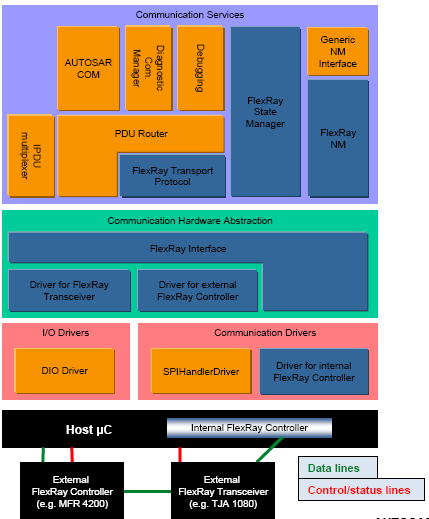 Communication Services
AUTOSAR
COM
Diagnostic
Com.
Manager
Debugging
FlexRay
State
Manager
Generic
NM
Interface
FlexRay
NM
IPDU
multiplexer
PDU Router
FlexRay Transport
Protocol
Communication Hardware Abstraction
FlexRay Interface
Driver for FlexRay
Transceiver
Driver for external
FlexRay Controller
I/O Drivers
DIO Driver
Communication Drivers
SPIHandlerDriver
Driver for internal
FlexRay Controller
Host µC
Internal FlexRay Controller
External
FlexRay Controller
(e.g. MFR 4200)
External
FlexRay Transceiver
(e.g. TJA 1080)
Data lines
Control/status lines